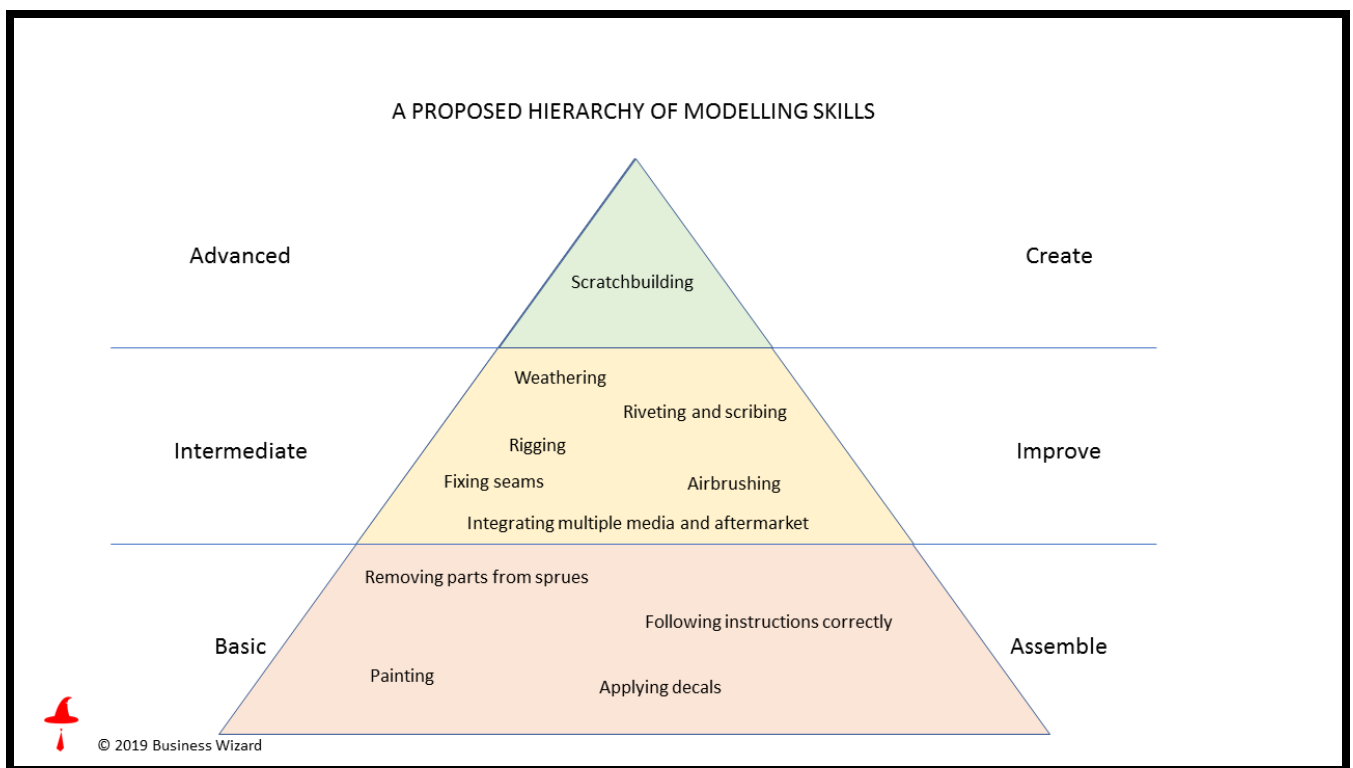 A PROPOSED HIERARCHY OF MODELLING SKILLS
Advanced
Create
Scratchbuilding
Weathering
Riveting and scribing
Rigging
Intermediate
Improve
Fixing seams
Airbrushing
Integrating multiple media and aftermarket
Removing parts from sprues
Following instructions correctly
Basic
Assemble
Painting
Applying decals
© 2019 Business Wizard